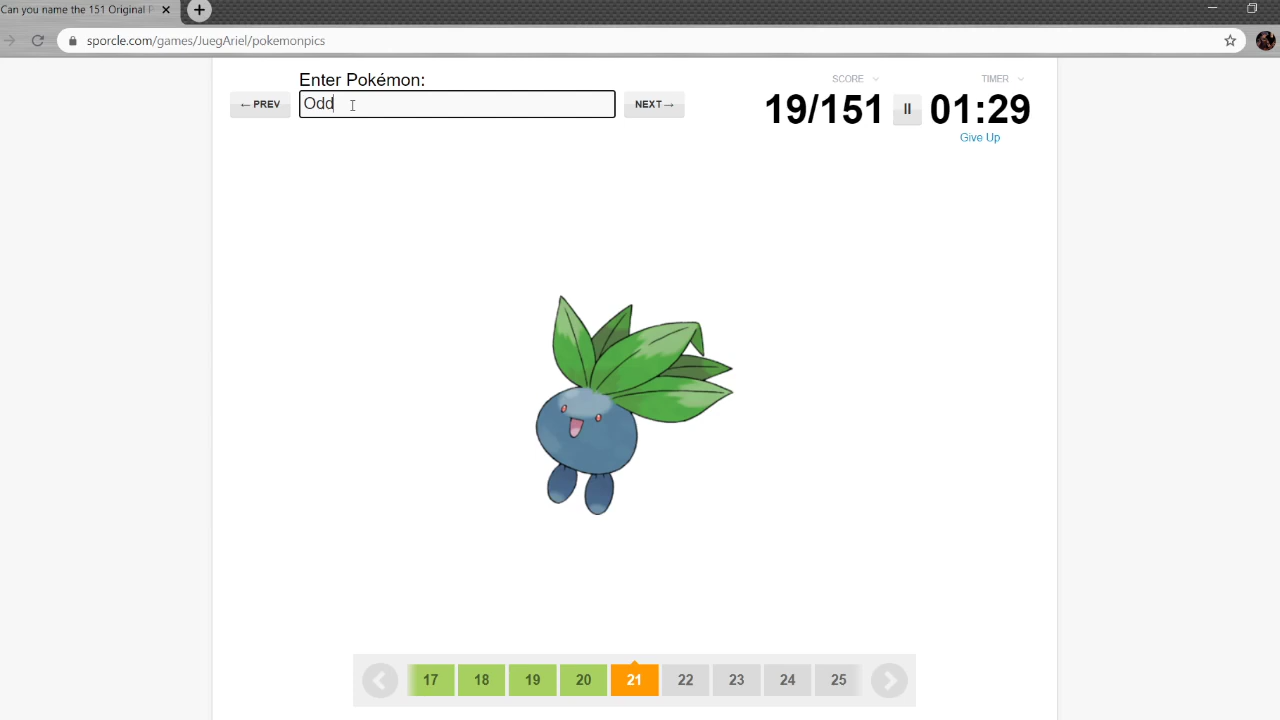 Can you name the 151 Original P
sporcle.com/games/JuegAriel/pokemonpics
Enter Pokémon:
←PREV
Odd
NEXT→
SCORE
19/151
TIMER
01:29
Give Up
17 18 19 20 21 22 23 24 25